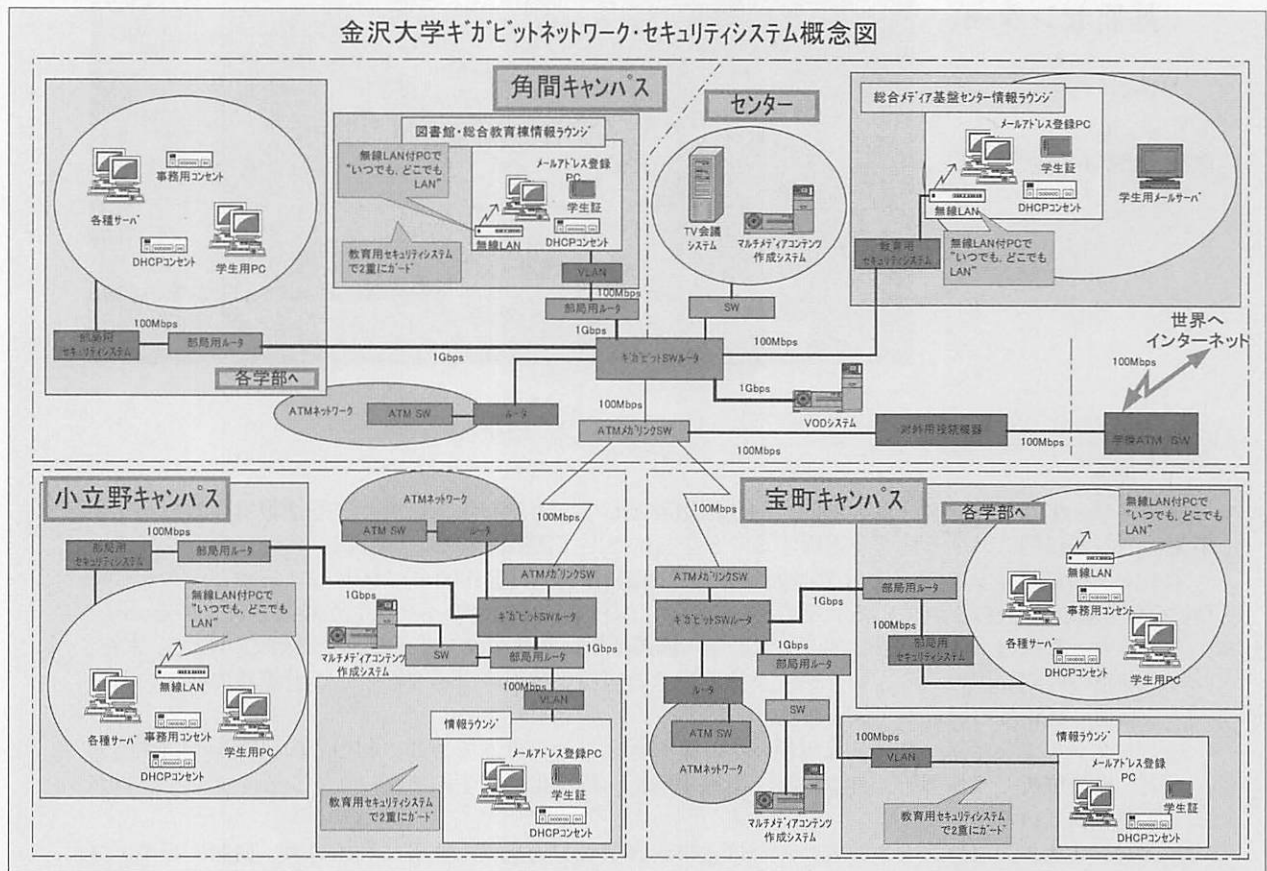 金沢大学ギガビットネットワーク・セキュリティシステム概念図
角間キャンパス
センター
総合メディア基盤センター情報ラウンジ
図書館・総合教育棟情報ラウンジ
無線LAN付PCで
"いつでも,どこでも
LAN"
メールアドレス登録
PC
学生証
DHCPコンセント
無線LAN
教育用セキュリティシステム
で2重にガード
VLAN
100Mbps
部局用ルータ
1Gbps
事務用コンセント
各種サーバ
DHCPコンセント
学生用PC
部局用
セキュリティシステム
100Mbps
部局用ルータ
1Gbps
各学部へ
TV会議
システム
マルチメディアコンテンツ
作成システム
SW
メールアドレス登録PC
学生証
無線LAN
DHCPコンセント
学生用メールサーバ
教育用
セキュリティシステム
無線LAN付PCで
"いつでも,どこでも
LAN"
ギガビットSWルータ
100Mbps
世界へ
インターネット
100Mbps
1Gbps
VODシステム
ATMネットワーク
ATM SW
ルータ
100Mbps
ATMメガリンクSW
100Mbps
対外用接続機器
100Mbps
学術ATM SW
小立野キャンパス
100Mbps
部局用
セキュリティシステム
部局用ルータ
ATMネットワーク
ATM SW
ルータ
100Mbps
ATMメガリンクSW
無線LAN付PCで
"いつでも,どこでも
LAN"
無線LAN
各種サーバ
事務用コンセント
学生用PC
DHCPコンセント
1Gbps
ギガビットSWルータ
マルチメディアコンテンツ
作成システム
SW
部局用ルータ
1Gbps
100Mbps
VLAN
情報ラウンジ
メールアドレス登録PC
学生証
DHCPコンセント
教育用セキュリティシステム
で2重にガード
宝町キャンパス
100Mbps
ATMメガリンクSW
ギガビットSWルータ
1Gbps
部局用ルータ
100Mbps
部局用
セキュリティシステム
各学部へ
無線LAN付PCで
"いつでも,どこでも
LAN"
無線LAN
事務用コンセント
各種サーバ
DHCPコンセント
学生用PC
1Gbps
部局用ルータ
ルータ
SW
ATM SW
ATMネットワーク
マルチメディアコンテンツ
作成システム
100Mbps
VLAN
情報ラウンジ
メールアドレス登録
PC
学生証
DHCPコンセント
教育用セキュリティシステム
で2重にガード